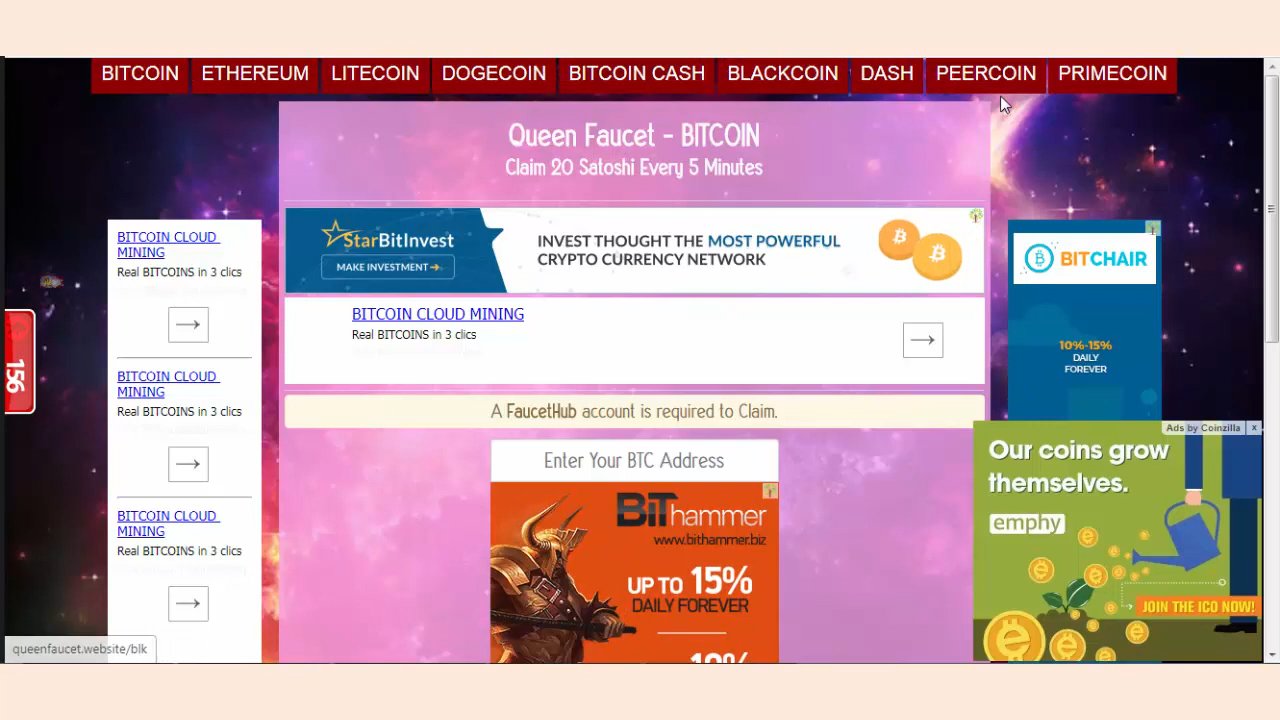 BITCOIN ETHEREUM LITECOIN DOGECOIN BITCOIN CASH BLACKCOIN DASH PEERCOIN PRIMECOIN
Queen Faucet - BITCOIN
Claim 20 Satoshi Every 5 Minutes
BITCOIN CLOUD
MINING
Real BITCOINS in 3 clics
BITCOIN CLOUD
MINING
Real BITCOINS in 3 clics
BITCOIN CLOUD
MINING
Real BITCOINS in 3 clics
156
StarBitInvest
MAKE INVESTMENT
INVEST THOUGHT THE MOST POWERFUL
CRYPTO CURRENCY NETWORK
BITCOIN CLOUD MINING
Real BITCOINS in 3 clics
A FaucetHub account is required to Claim.
Enter Your BTC Address
BIThammer
www.bithammer.biz
UP TO 15%
DAILY FOREVER
BITCHAIR
10%-15%
DAILY
FOREVER
Ads by Coinzilla x
Our coins grow
themselves.
emphy
JOIN THE ICO NOW!
queenfaucet.website/blk